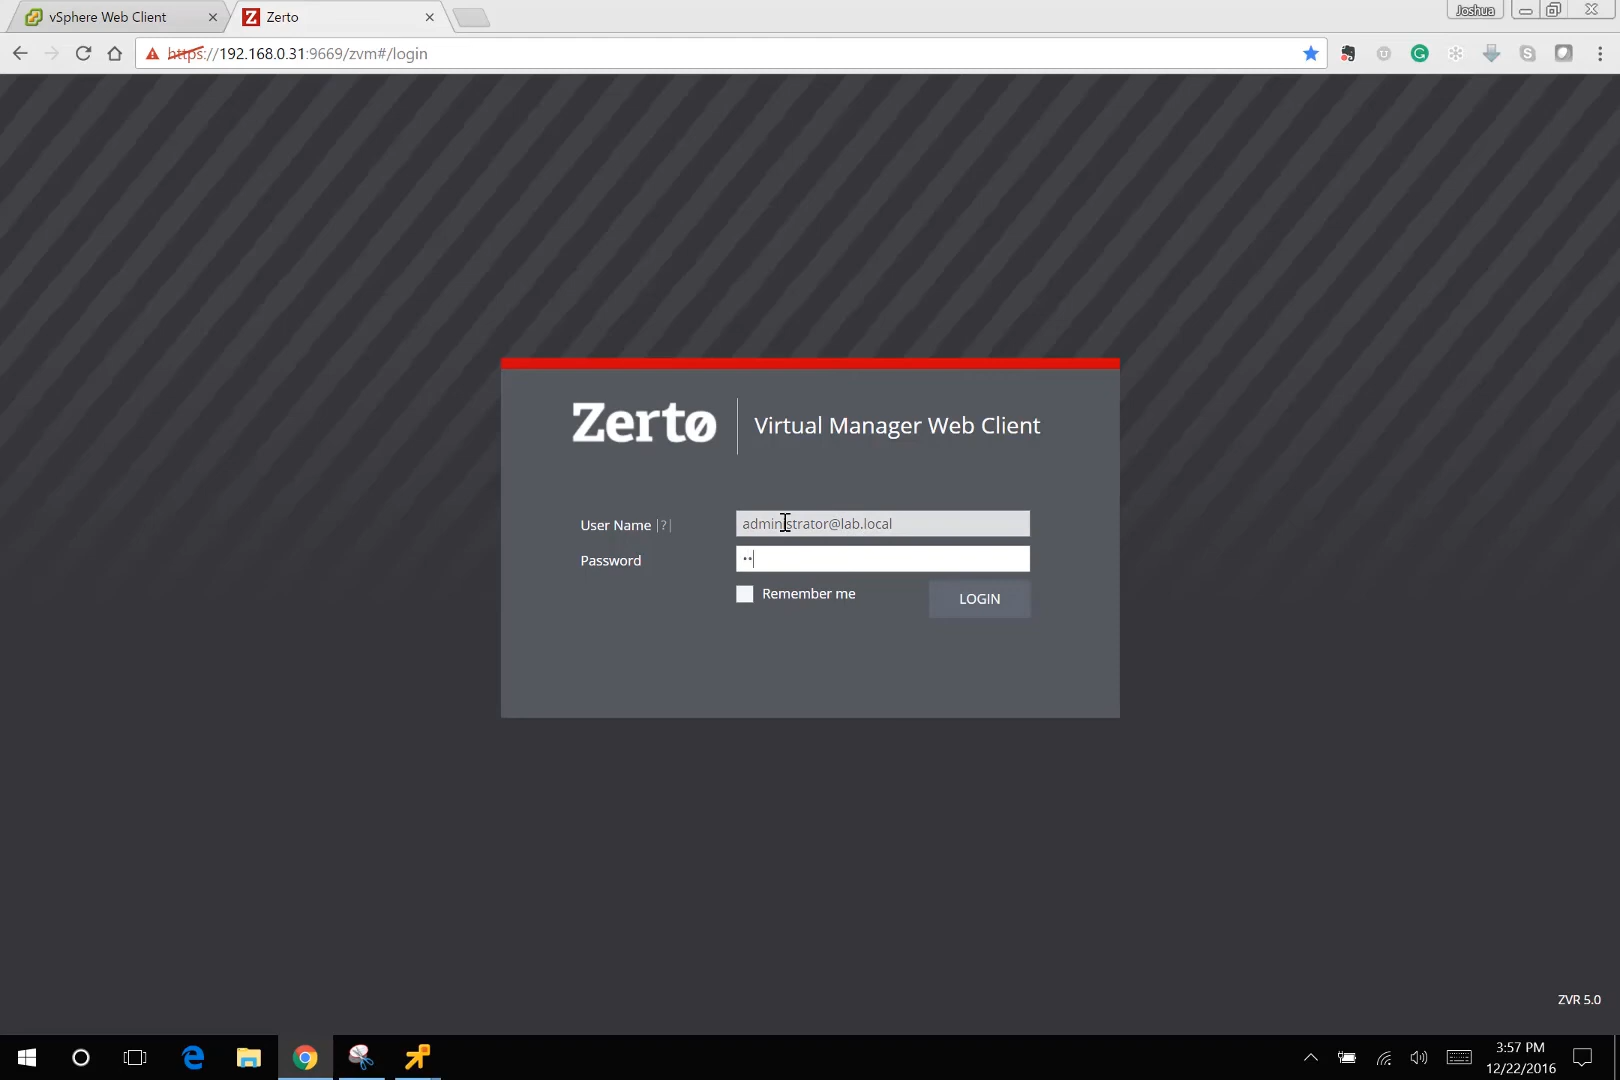 vSphere Web Client
Zerto
Joshua
https://192.168.0.31:9669/zvm#/login
Zerto
Virtual Manager Web Client
User Name |?|
administrator@lab.local
Password
••
Remember me
LOGIN
ZVR 5.0
3:57 PM
12/22/2016